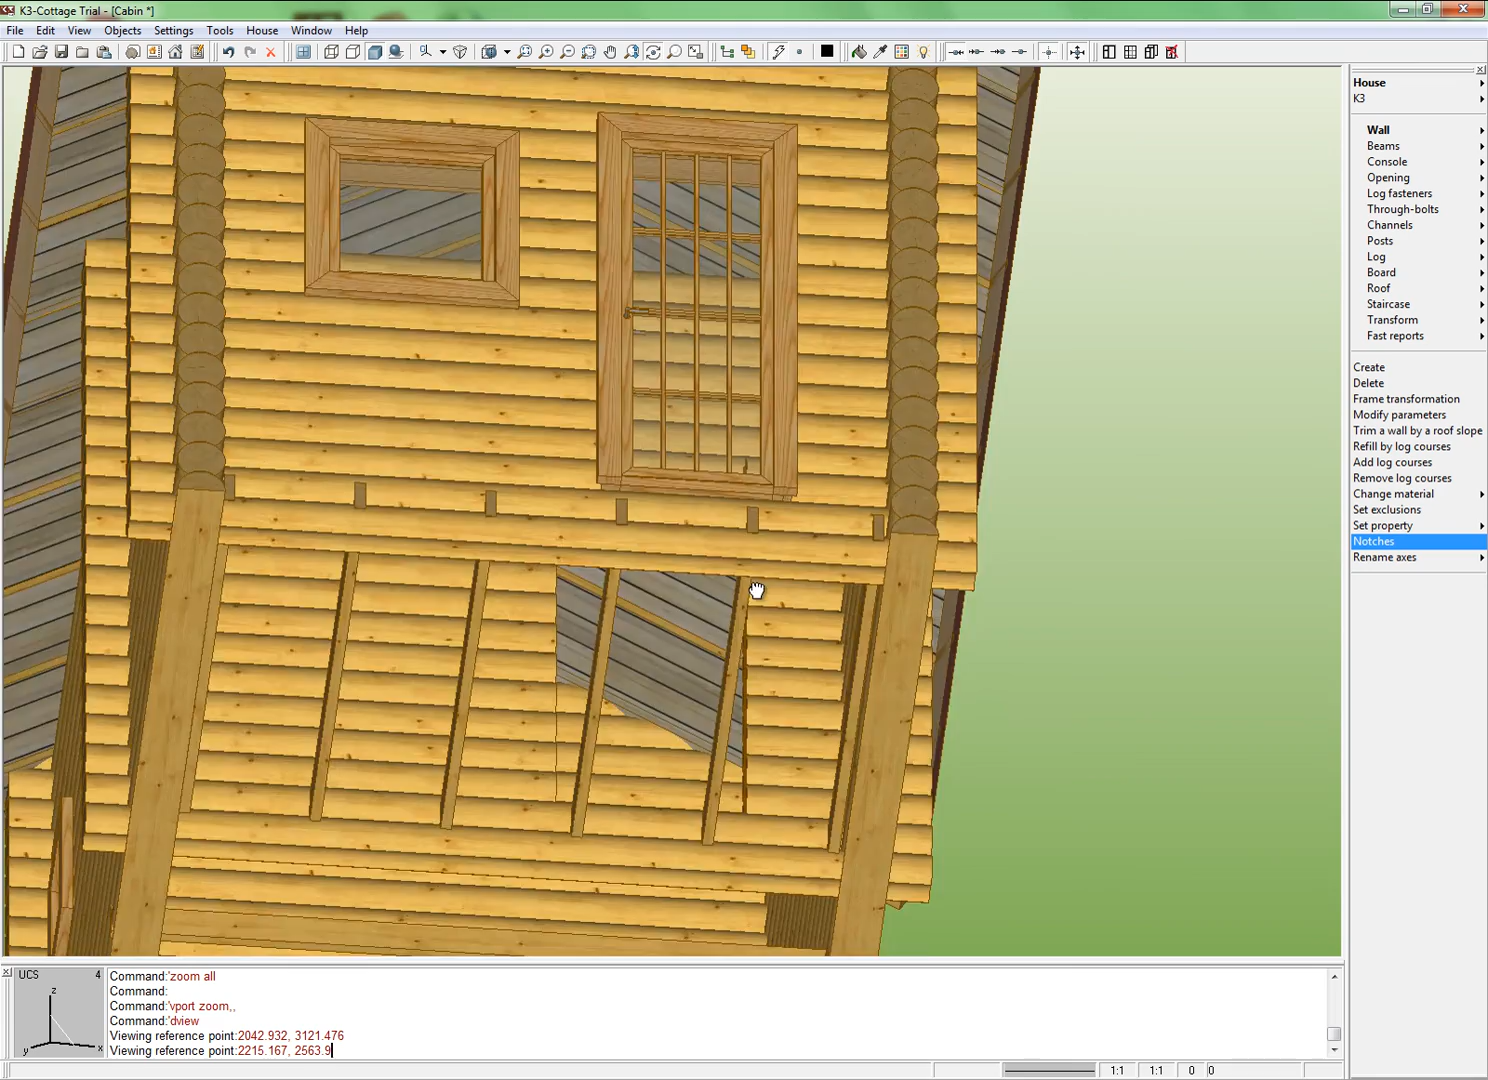 K3-Cottage Trial - [Cabin *]
File Edit View Objects Settings Tools House Window Help
House
K3
Wall
Beams
Console
Opening
Log fasteners
Through-bolts
Channels
Posts
Log
Board
Roof
Staircase
Transform
Fast reports
Create
Delete
Frame transformation
Modify parameters
Trim a wall by a roof slope
Refill by log courses
Add log courses
Remove log courses
Change material
Set exclusions
Set property
Notches
Rename axes
UCS 4
z
y x
Command:'zoom all
Command:
Command:'vport zoom,,
Command:'dview
Viewing reference point:2042.932, 3121.476
Viewing reference point:2215.167, 2563.9
1:1 1:1 0 0